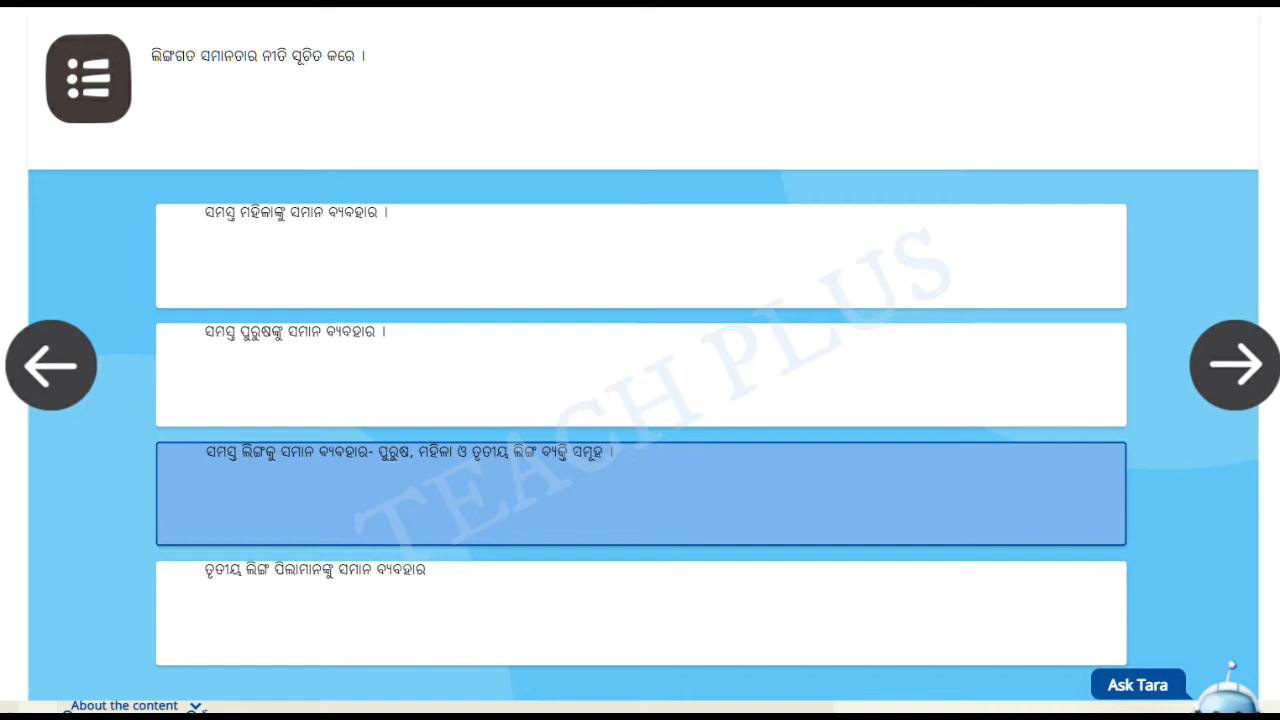 ଲିଙ୍ଗଗତ ସମାନତାର ନୀତି ସୂଚିତ କରେ ।
ସମସ୍ତ ମହିଳାଙ୍କୁ ସମାନ ବ୍ୟବହାର ।
ସମସ୍ତ ପୁରୁଷଙ୍କୁ ସମାନ ବ୍ୟବହାର ।
ସମସ୍ତ ଲିଙ୍ଗକୁ ସମାନ ବ୍ୟବହାର- ପୁରୁଷ, ମହିଳା ଓ ତୃତୀୟ ଲିଙ୍ଗ ବ୍ୟକ୍ତି ସମୂହ ।
ତୃତୀୟ ଲିଙ୍ଗ ପିଲାମାନଙ୍କୁ ସମାନ ବ୍ୟବହାର
TEACH PLUS
Ask Tara
About the content